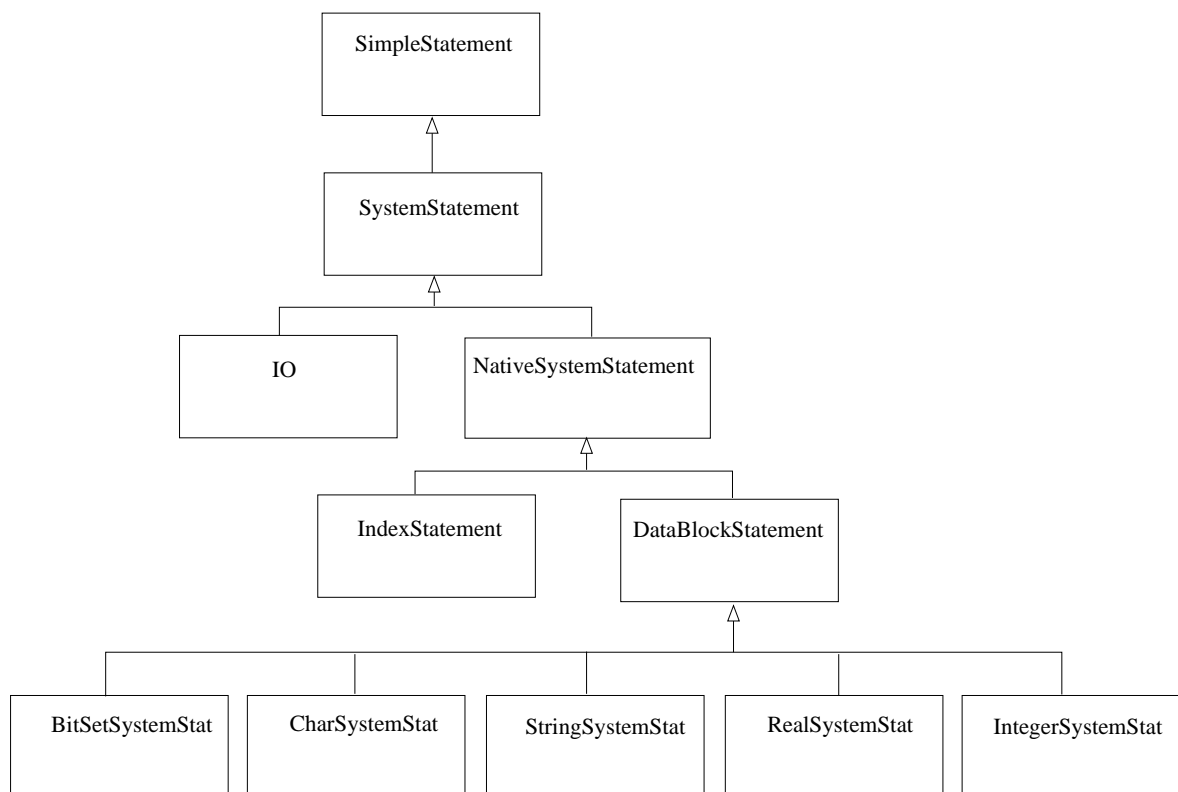 SimpleStatement
SystemStatement
IO
NativeSystemStatement
IndexStatement
DataBlockStatement
BitSetSystemStat
CharSystemStat
StringSystemStat
RealSystemStat
IntegerSystemStat